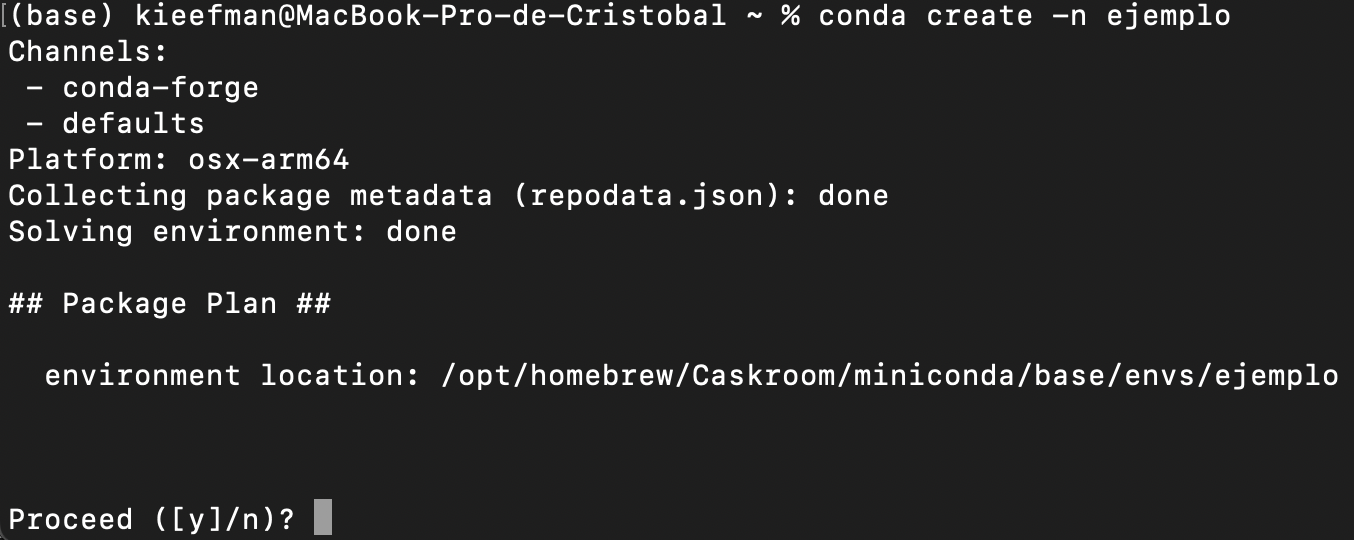 (base) kieefman@MacBook-Pro-de-Cristobal ~ % conda create -n ejemplo
Channels:
 - conda-forge
 - defaults
Platform: osx-arm64
Collecting package metadata (repodata.json): done
Solving environment: done
## Package Plan ##
  environment location: /opt/homebrew/Caskroom/miniconda/base/envs/ejemplo
Proceed ([y]/n)?